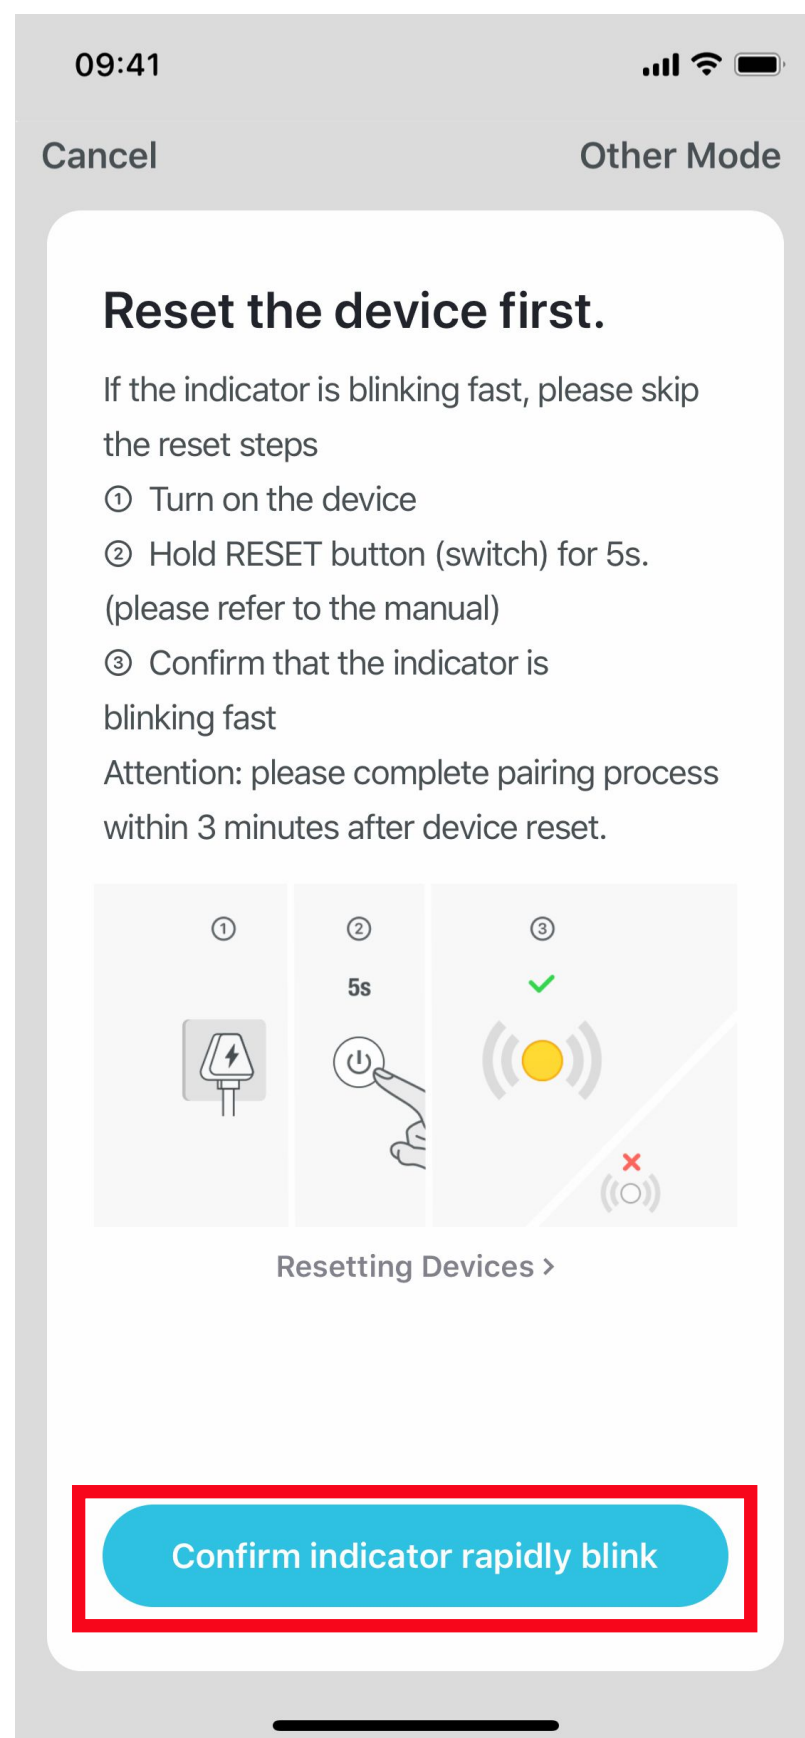 09:41
Cancel
Other Mode
Reset the device first.
If the indicator is blinking fast, please skip
the reset steps
① Turn on the device
② Hold RESET button (switch) for 5s.
(please refer to the manual)
③ Confirm that the indicator is
blinking fast
Attention: please complete pairing process
within 3 minutes after device reset.
①
②
③
5s
Resetting Devices >
Confirm indicator rapidly blink